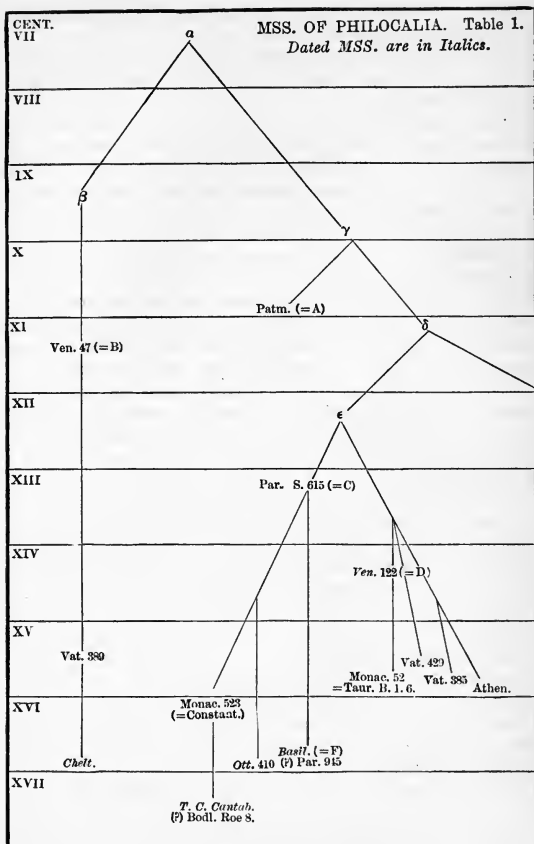 CENT.
VII
MSS. OF PHILOCALIA. Table 1.
Dated MSS. are in Italics.
α
VIII
IX
β
γ
X
Patm. (=A)
XI
δ
Ven. 47 (=B)
XII
ε
XIII
Par. S. 615 (=C)
XIV
Ven. 122 (=D)
XV
Vat. 389
Vat. 429
Monac. 52
=Taur. B. 1. 6.
Vat. 385
Athen.
XVI
Monac. 523
(=Constant.)
Chelt.
Ott. 410
Basil. (=F)
(?) Par. 945
XVII
T. C. Cantab.
(?) Bodl. Roe 8.